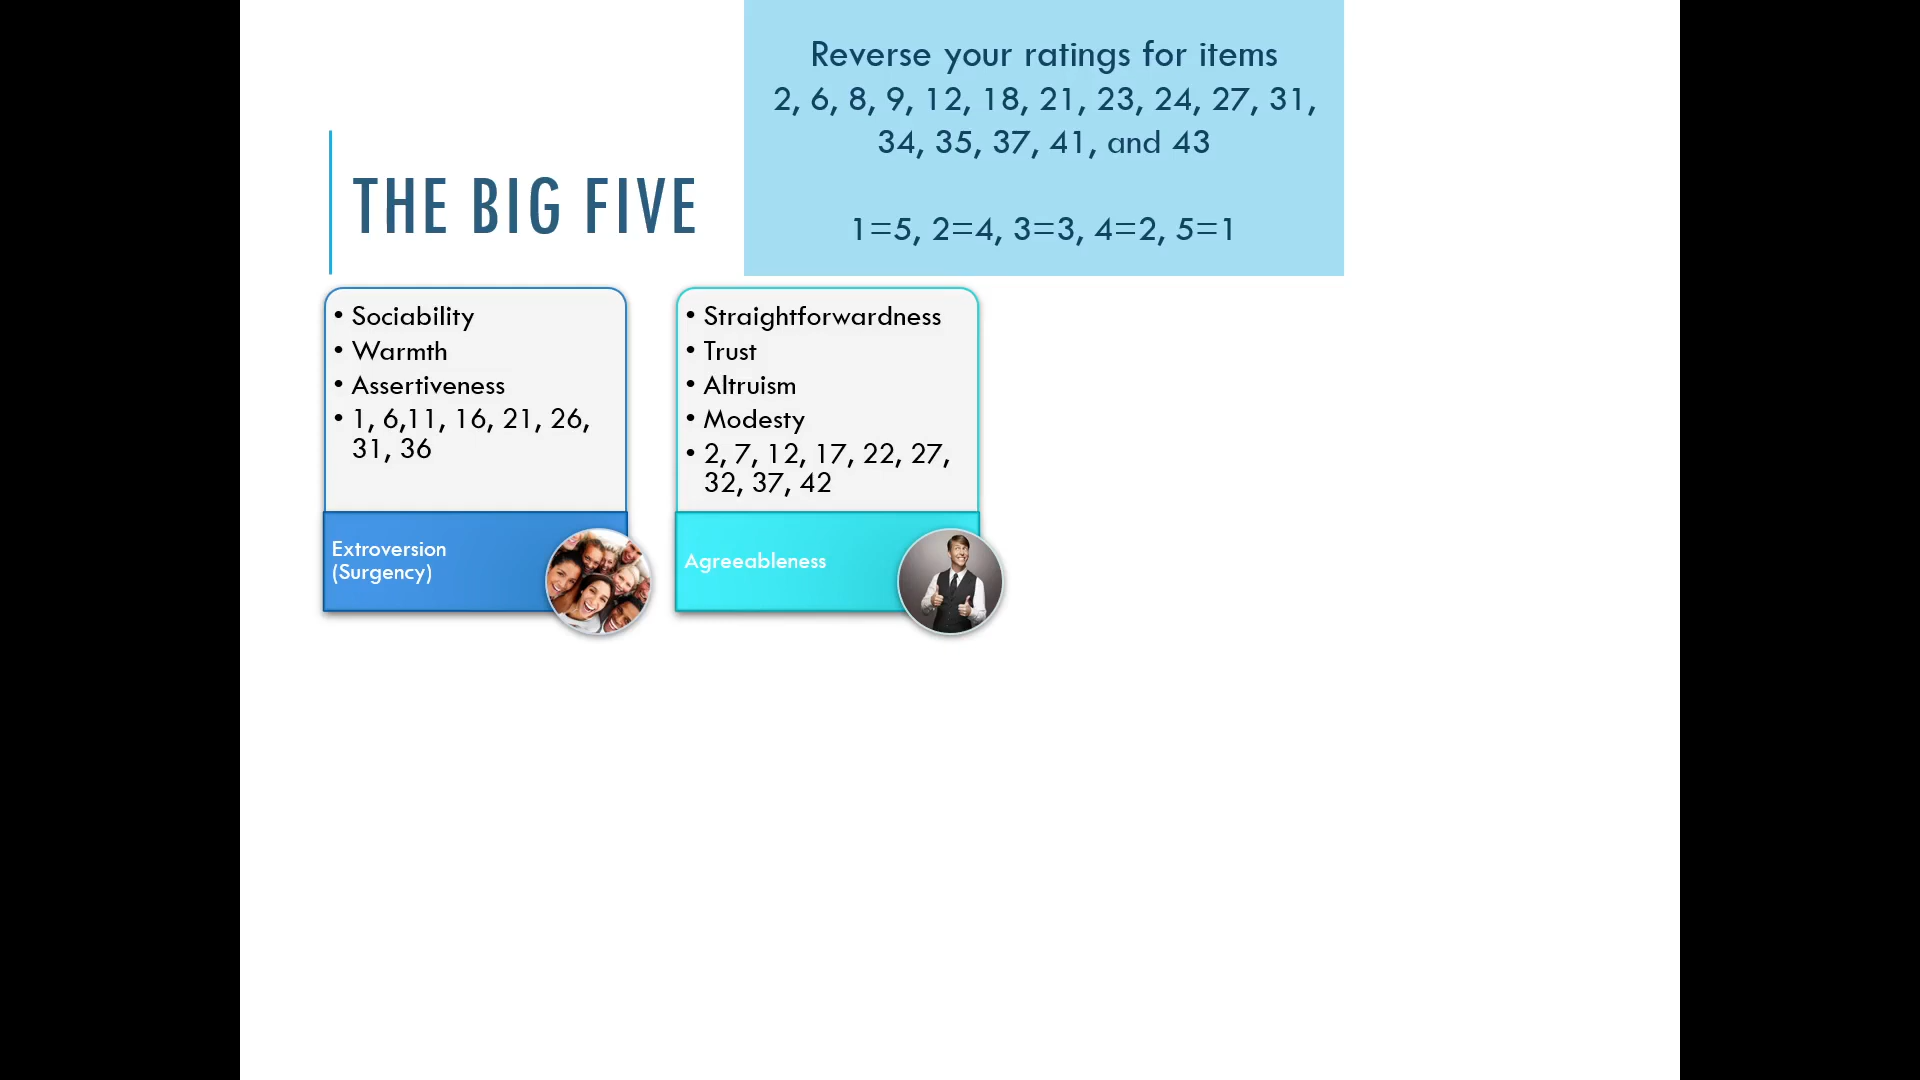 Reverse your ratings for items
2, 6, 8, 9, 12, 18, 21, 23, 24, 27, 31,
34, 35, 37, 41, and 43
1=5, 2=4, 3=3, 4=2, 5=1
THE BIG FIVE
• Sociability
• Warmth
• Assertiveness
• 1, 6,11, 16, 21, 26,
31, 36
Extroversion
(Surgency)
• Straightforwardness
• Trust
• Altruism
• Modesty
• 2, 7, 12, 17, 22, 27,
32, 37, 42
Agreeableness